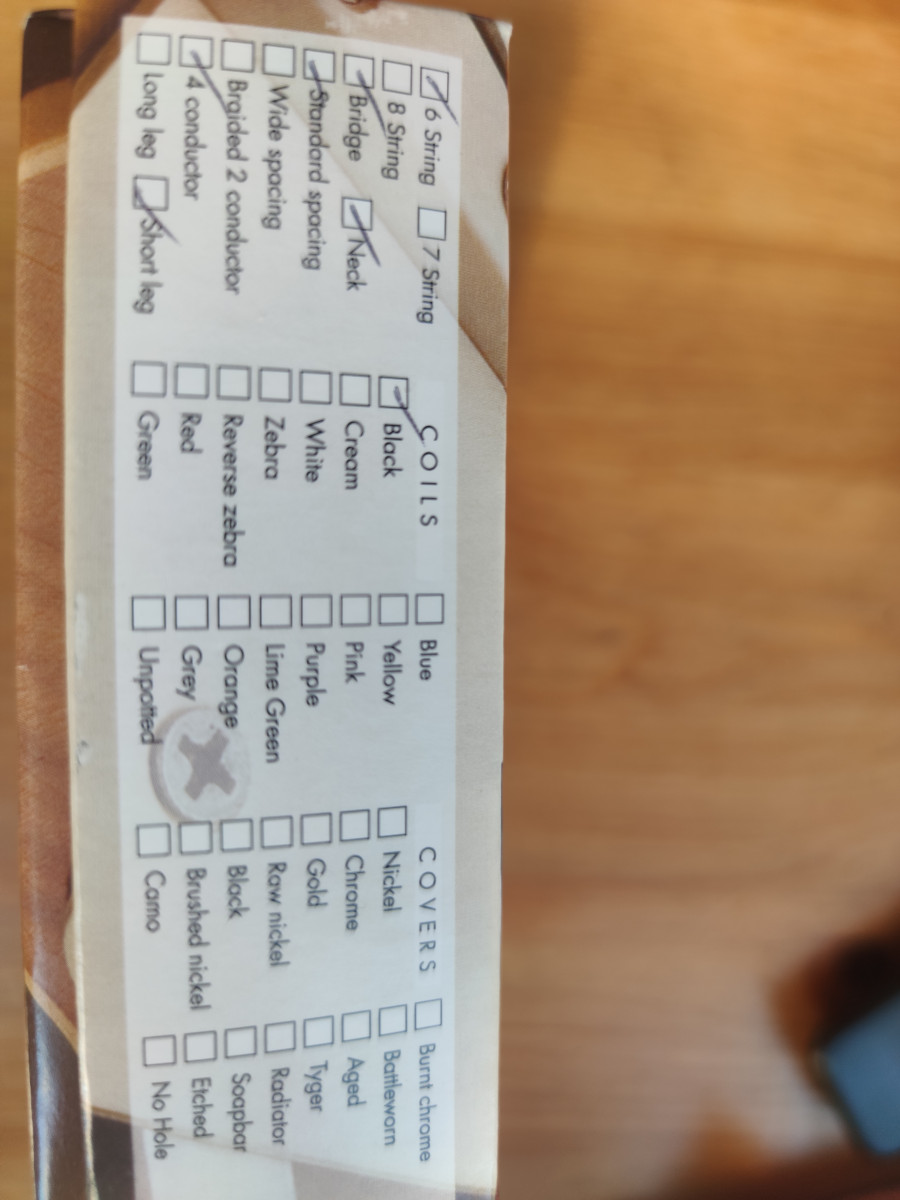 6 String 7 String
8 String
Bridge Neck
Standard spacing
Wide spacing
Braided 2 conductor
4 conductor
Long leg Short leg
COILS
Black
Cream
White
Zebra
Reverse zebra
Red
Green
Blue
Yellow
Pink
Purple
Lime Green
Orange
Grey
Unpotted
COVERS
Nickel
Chrome
Gold
Raw nickel
Black
Brushed nickel
Camo
Burnt chrome
Battleworn
Aged
Tyger
Radiator
Soapbar
Etched
No Hole